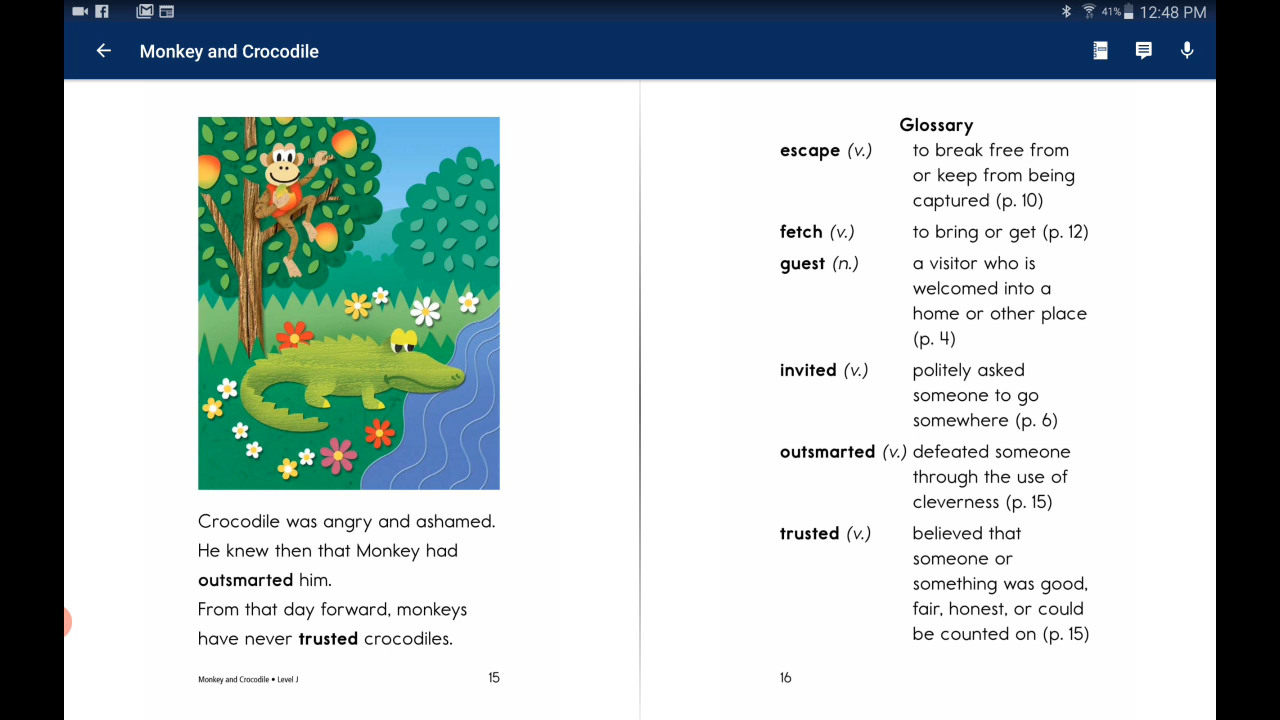 41% 12:48 PM
Monkey and Crocodile
Crocodile was angry and ashamed.
He knew then that Monkey had
outsmarted him.
From that day forward, monkeys
have never trusted crocodiles.
Monkey and Crocodile • Level J 15
Glossary
escape (v.) to break free from
or keep from being
captured (p. 10)
fetch (v.) to bring or get (p. 12)
guest (n.) a visitor who is
welcomed into a
home or other place
(p. 4)
invited (v.) politely asked
someone to go
somewhere (p. 6)
outsmarted (v.) defeated someone
through the use of
cleverness (p. 15)
trusted (v.) believed that
someone or
something was good,
fair, honest, or could
be counted on (p. 15)
16